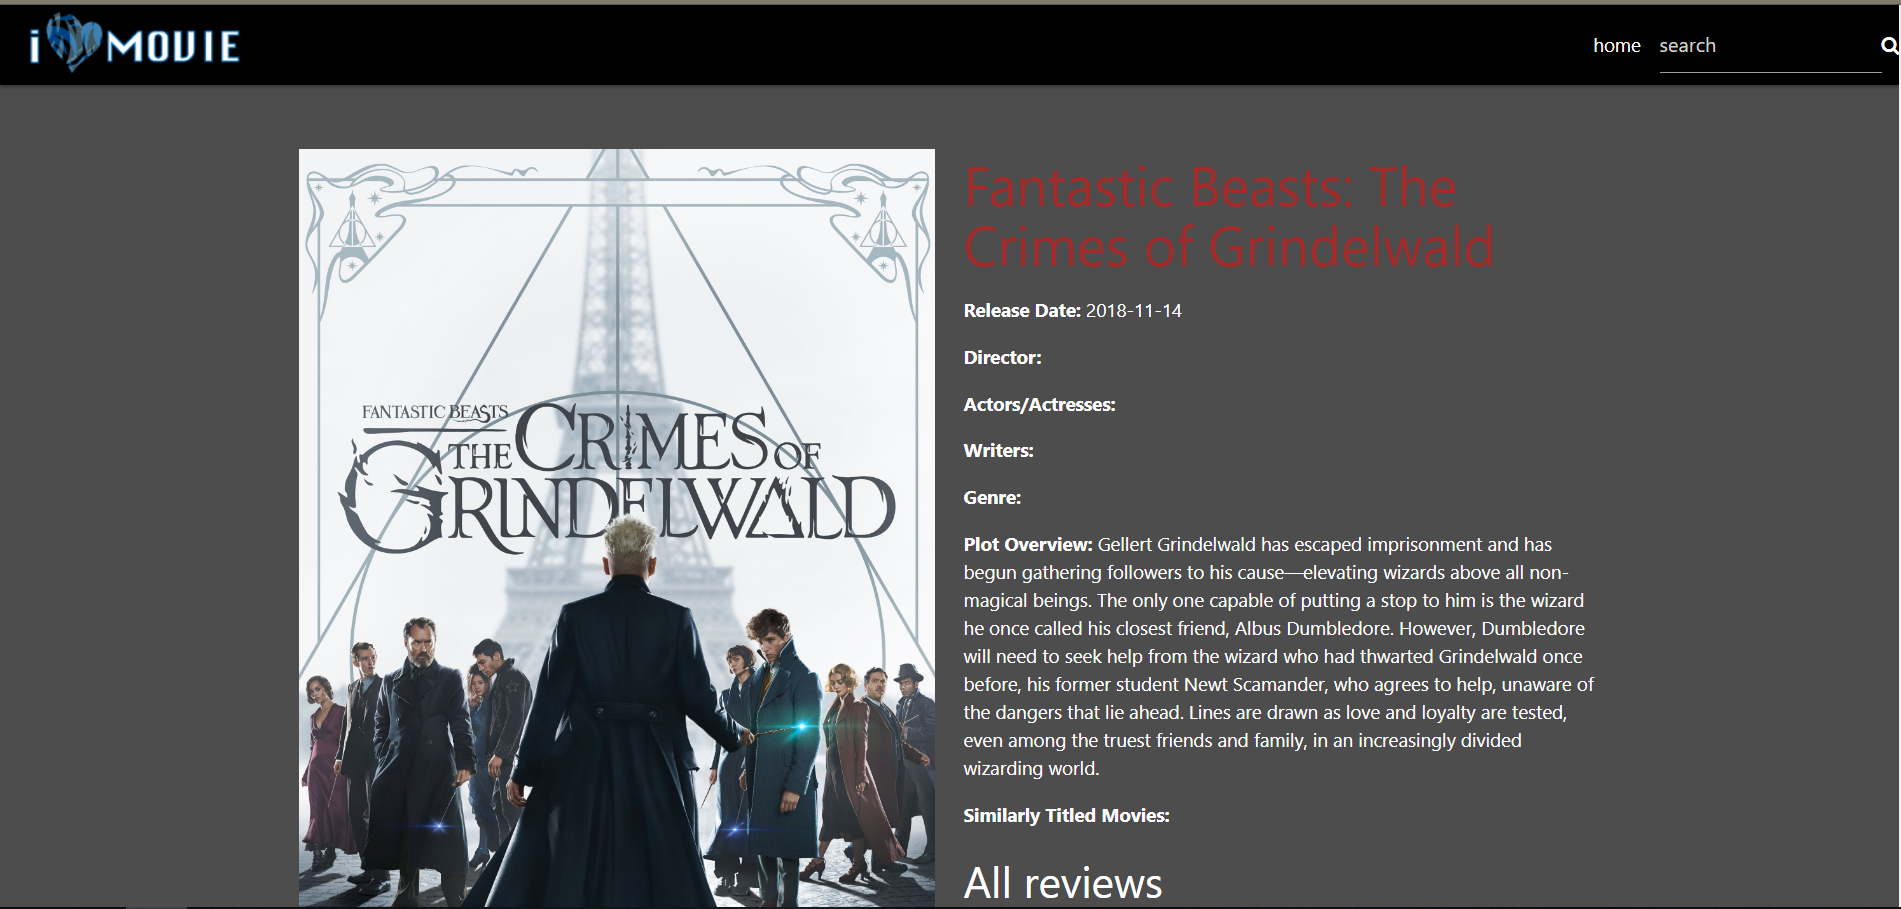 i MOVIE
home
search
Fantastic Beasts: The
Crimes of Grindelwald
Release Date: 2018-11-14
Director:
Actors/Actresses:
Writers:
Genre:
Plot Overview: Gellert Grindelwald has escaped imprisonment and has
begun gathering followers to his cause—elevating wizards above all non-
magical beings. The only one capable of putting a stop to him is the wizard
he once called his closest friend, Albus Dumbledore. However, Dumbledore
will need to seek help from the wizard who had thwarted Grindelwald once
before, his former student Newt Scamander, who agrees to help, unaware of
the dangers that lie ahead. Lines are drawn as love and loyalty are tested,
even among the truest friends and family, in an increasingly divided
wizarding world.
Similarly Titled Movies:
All reviews
FANTASTIC BEASTS
THE CRIMES OF
GRINDELWALD